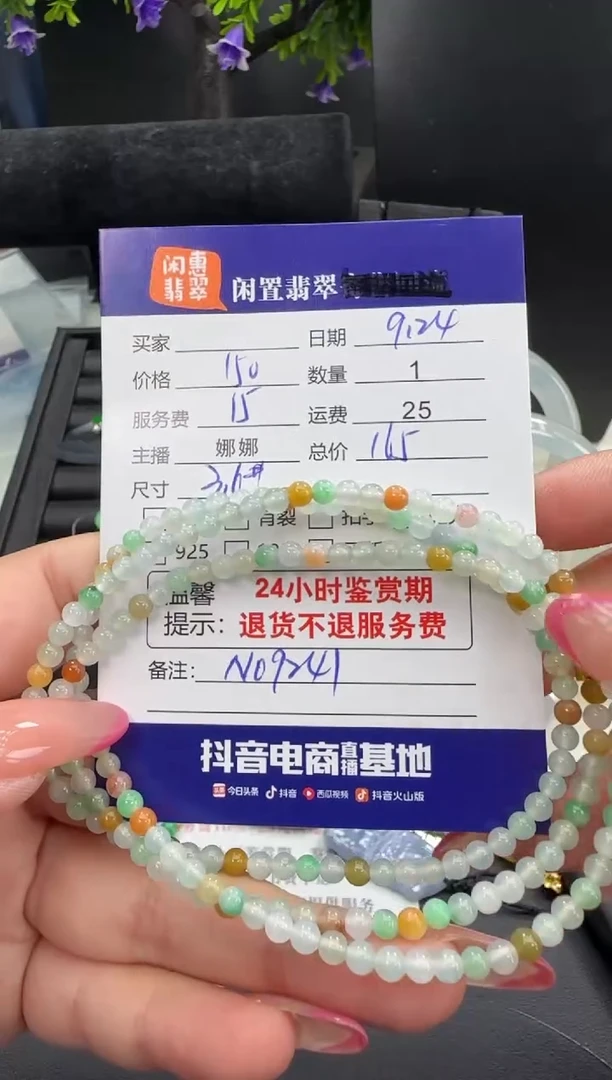 闲惠
翡翠
闲置翡翠
买家
日期 9.24
价格 150
数量 1
服务费 15
运费 25
主播 娜娜
总价 165
尺寸
925
温馨 24小时鉴赏期
提示： 退货不退服务费
备注： N09241
抖音电商直播基地
今日头条 抖音 西瓜视频 抖音火山版